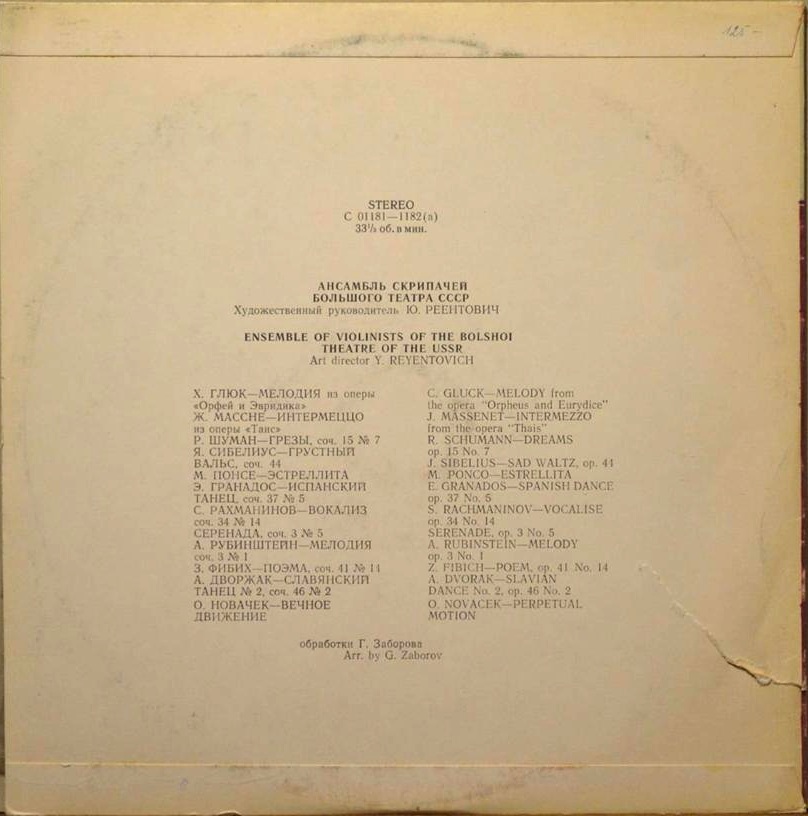 125 –
STEREO
С 01181—1182(а)
33⅓ об. в мин.
АНСАМБЛЬ СКРИПАЧЕЙ
БОЛЬШОГО ТЕАТРА СССР
Художественный руководитель Ю. РЕЕНТОВИЧ
ENSEMBLE OF VIOLINISTS OF THE BOLSHOI
THEATRE OF THE USSR
Art director Y. REYENTOVICH
Х. ГЛЮК—МЕЛОДИЯ из оперы
«Орфей и Эвридика»
Ж. МАССНЕ—ИНТЕРМЕЦЦО
из оперы «Таис»
Р. ШУМАН—ГРЕЗЫ, соч. 15 № 7
Я. СИБЕЛИУС—ГРУСТНЫЙ
ВАЛЬС, соч. 44
М. ПОНСЕ—ЭСТРЕЛЛИТА
Э. ГРАНАДОС—ИСПАНСКИЙ
ТАНЕЦ, соч. 37 № 5
С. РАХМАНИНОВ—ВОКАЛИЗ
соч. 34 № 14
СЕРЕНАДА, соч. 3 № 5
А. РУБИНШТЕЙН—МЕЛОДИЯ
соч. 3 № 1
З. ФИБИХ—ПОЭМА, соч. 41 № 14
А. ДВОРЖАК—СЛАВЯНСКИЙ
ТАНЕЦ № 2, соч. 46 № 2
О. НОВАЧЕК—ВЕЧНОЕ
ДВИЖЕНИЕ
C. GLUCK—MELODY from
the opera "Orpheus and Eurydice"
J. MASSENET—INTERMEZZO
from the opera "Thais"
R. SCHUMANN—DREAMS
op. 15 No. 7
J. SIBELIUS—SAD WALTZ, op. 44
M. PONCO—ESTRELLITA
E. GRANADOS—SPANISH DANCE
op. 37 No. 5
S. RACHMANINOV—VOCALISE
op. 34 No. 14
SERENADE, op. 3 No. 5
A. RUBINSTEIN—MELODY
op. 3 No. 1
Z. FIBICH—POEM, op. 41 No. 14
A. DVORAK—SLAVIAN
DANCE No. 2, op. 46 No. 2
O. NOVACEK—PERPETUAL
MOTION
обработки Г. Заборова
Arr. by G. Zaborov